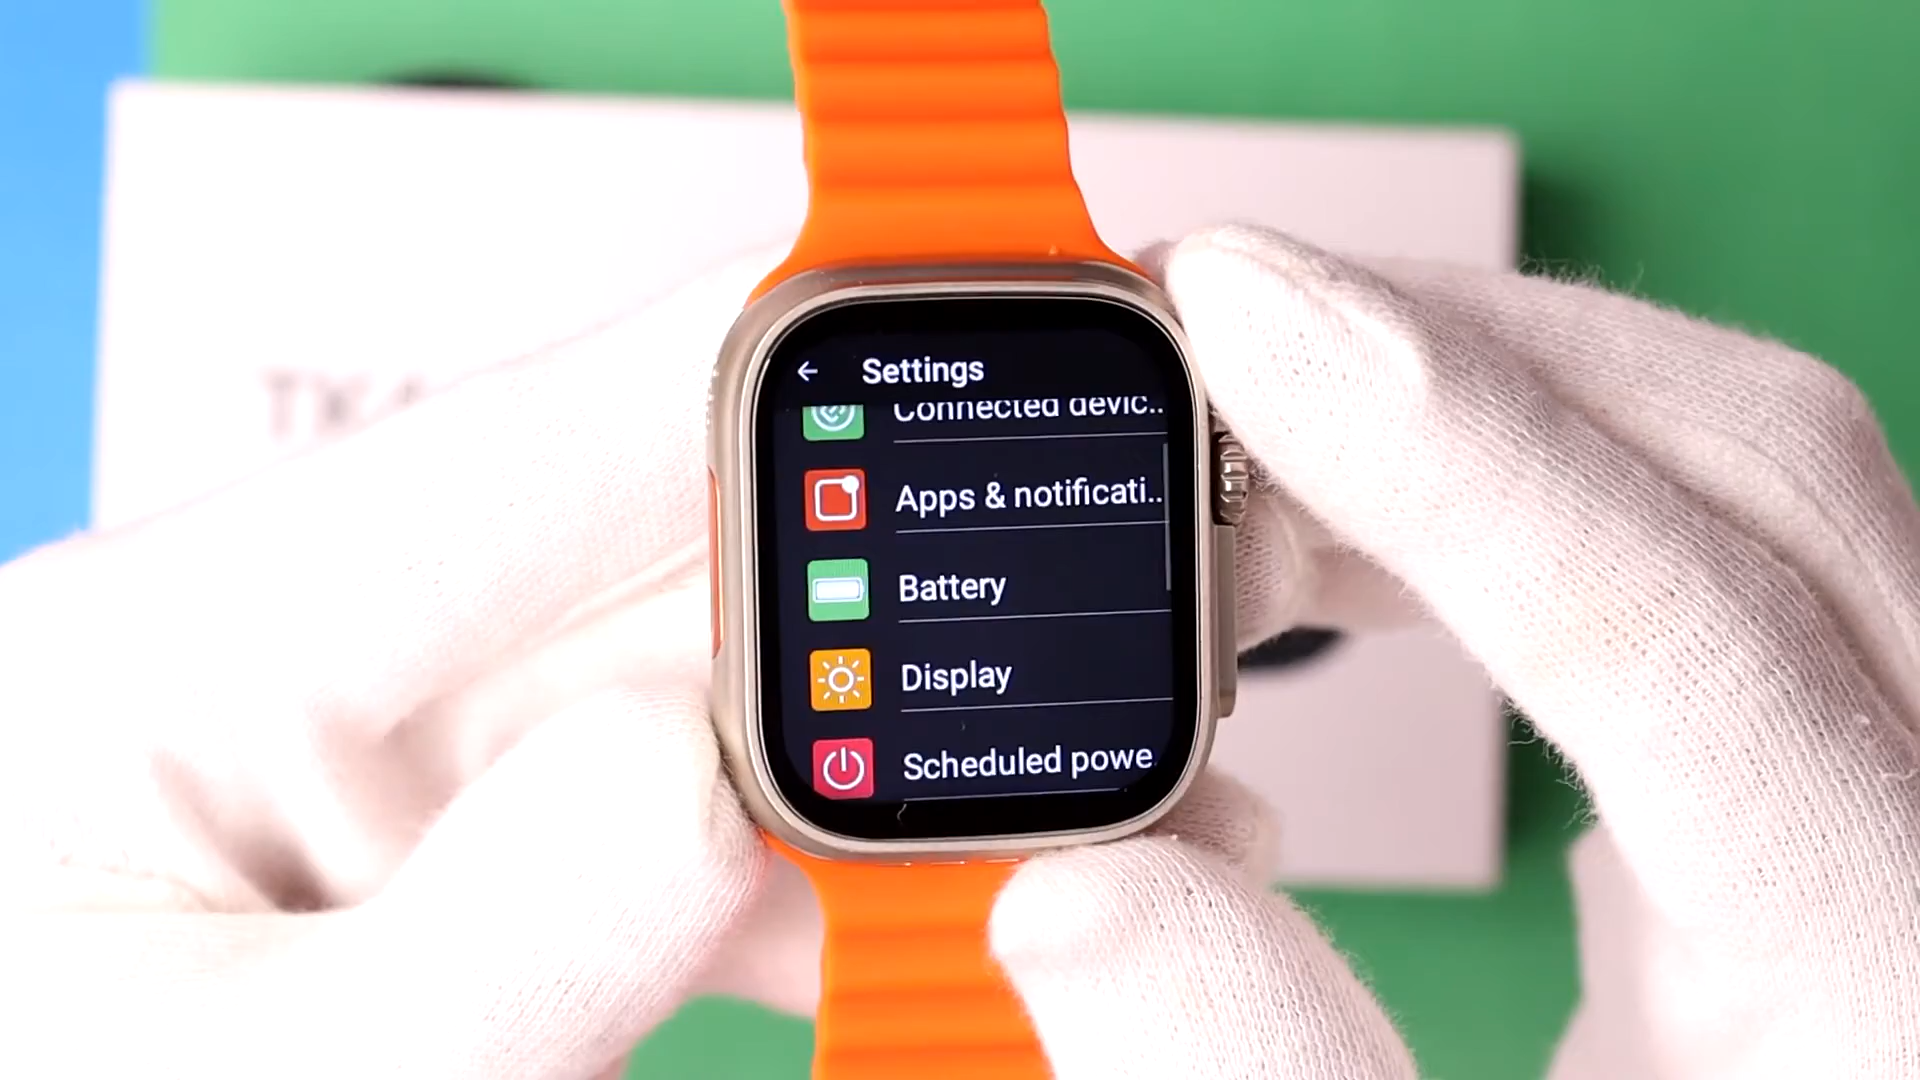 Settings
Connected devic..
Apps & notificati..
Battery
Display
Scheduled powe